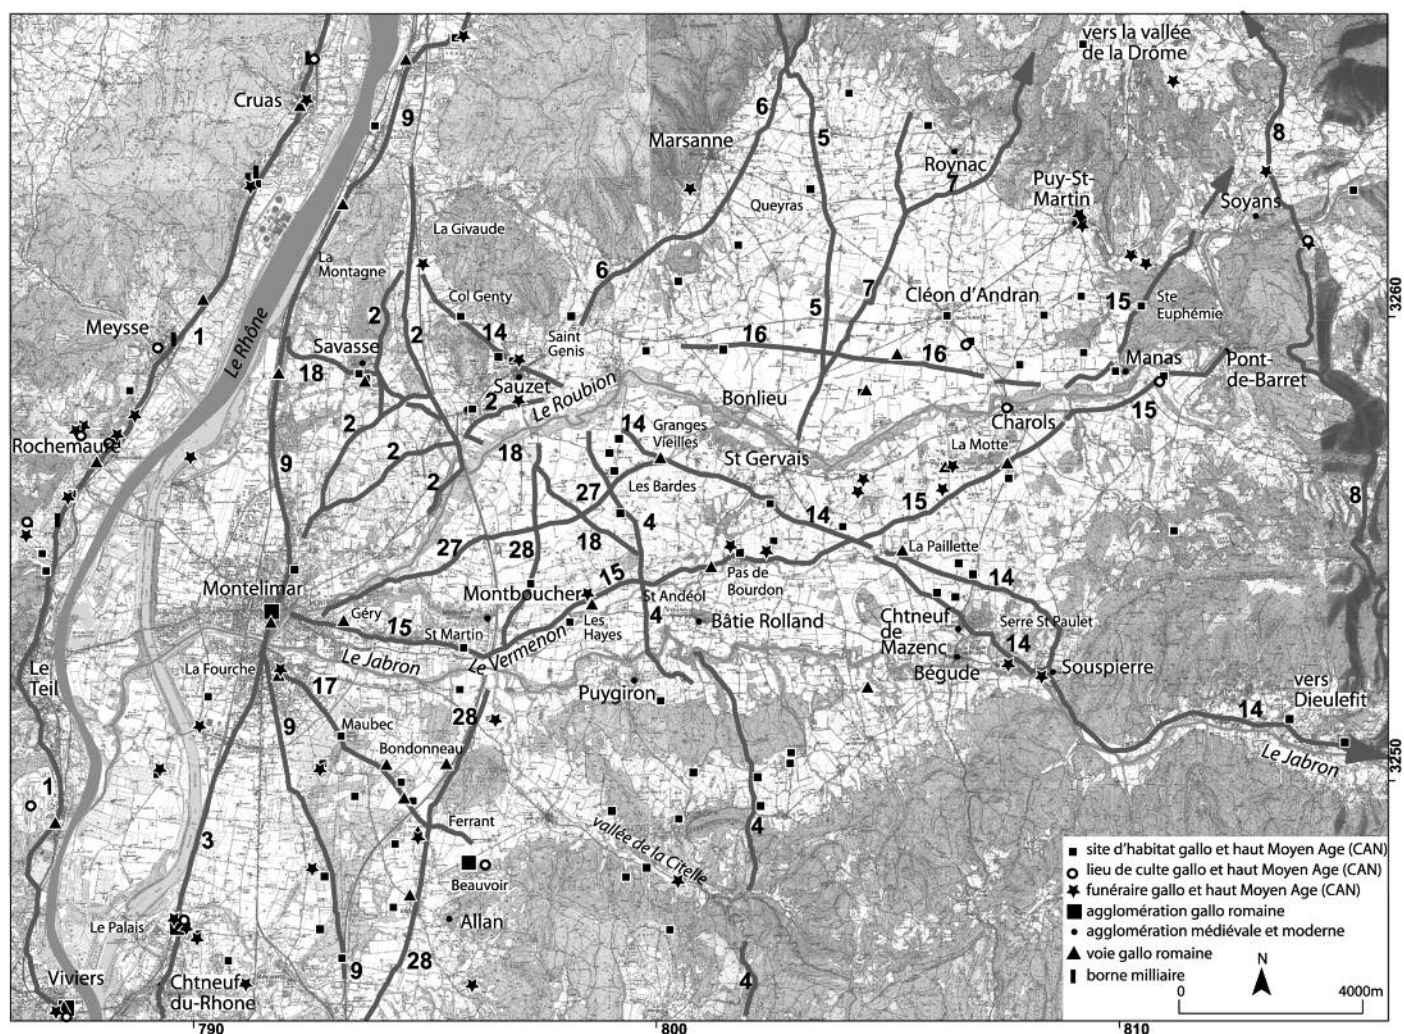 vers la vallée
de la Drôme
Cruas
9
6
5
8
Marsanne
Roynac
7
Puy-St-
Martin
Queyras
Soyans
La Givaude
La
Montagne
6
7
3260
Cléon d'Andran
Col Genty
2
2
5
15
Ste
Euphémie
Meysse
1
Le Rhône
14
Saint
Genis
16
16
Savasse
18
Sauzet
Manas
Pont-
de-Barret
2
Le Roubion
Bonlieu
Charols
15
2
14
Granges
Vieilles
La Motte
Rochemaure
18
St Gervais
9
2
2
27
Les Bardes
15
8
4
14
27
28
18
La Paillette
15
Pas de
Bourdon
14
Montelimar
Montboucher
St Andéol
Géry
15
St Martin
Les
Hayes
4
Bâtie Rolland
Chtneuf
de
Mazenc
Serre St Paulet
14
Le Jabron
Le Vermenon
Le
Teil
La Fourche
17
Puygiron
Bégude
Souspierre
vers
Dieulefit
9
28
14
Maubec
Bondonneau
Le Jabron
3250
1
3
Ferrant
vallée de la Citelle
4
Beauvoir
Le Palais
Allan
9
28
4
Viviers
Chtneuf-
du-Rhone
site d'habitat gallo et haut Moyen Age (CAN)
lieu de culte gallo et haut Moyen Age (CAN)
funéraire gallo et haut Moyen Age (CAN)
agglomération gallo romaine
agglomération médiévale et moderne
voie gallo romaine
borne milliaire
N
0
4000m
790
800
810